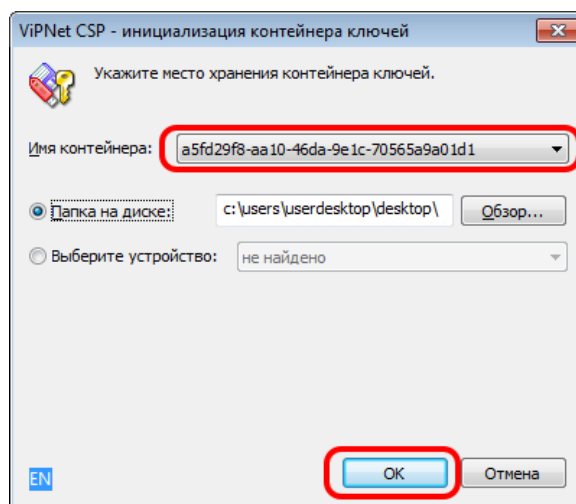 ViPNet CSP - инициализация контейнера ключей
Укажите место хранения контейнера ключей.
Имя контейнера: a5fd29f8-aa10-46da-9e1c-70565a9a01d1
Папка на диске: c:\users\userdesktop\desktop\ Обзор...
Выберите устройство: не найдено
EN OK Отмена